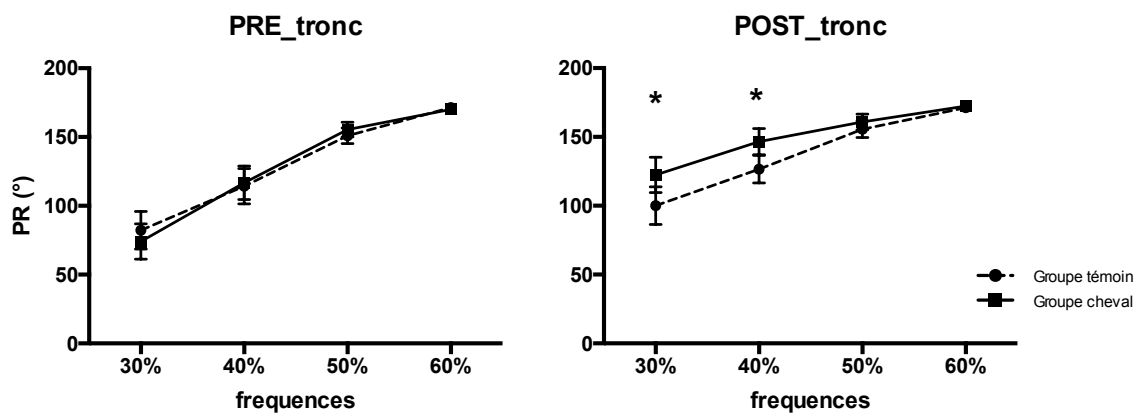 PRE_tronc
PR (°)
200
150
100
50
0
30% 40% 50% 60%
frequences
POST_tronc
200
150
100
50
0
* *
30% 40% 50% 60%
frequences
Groupe témoin
Groupe cheval